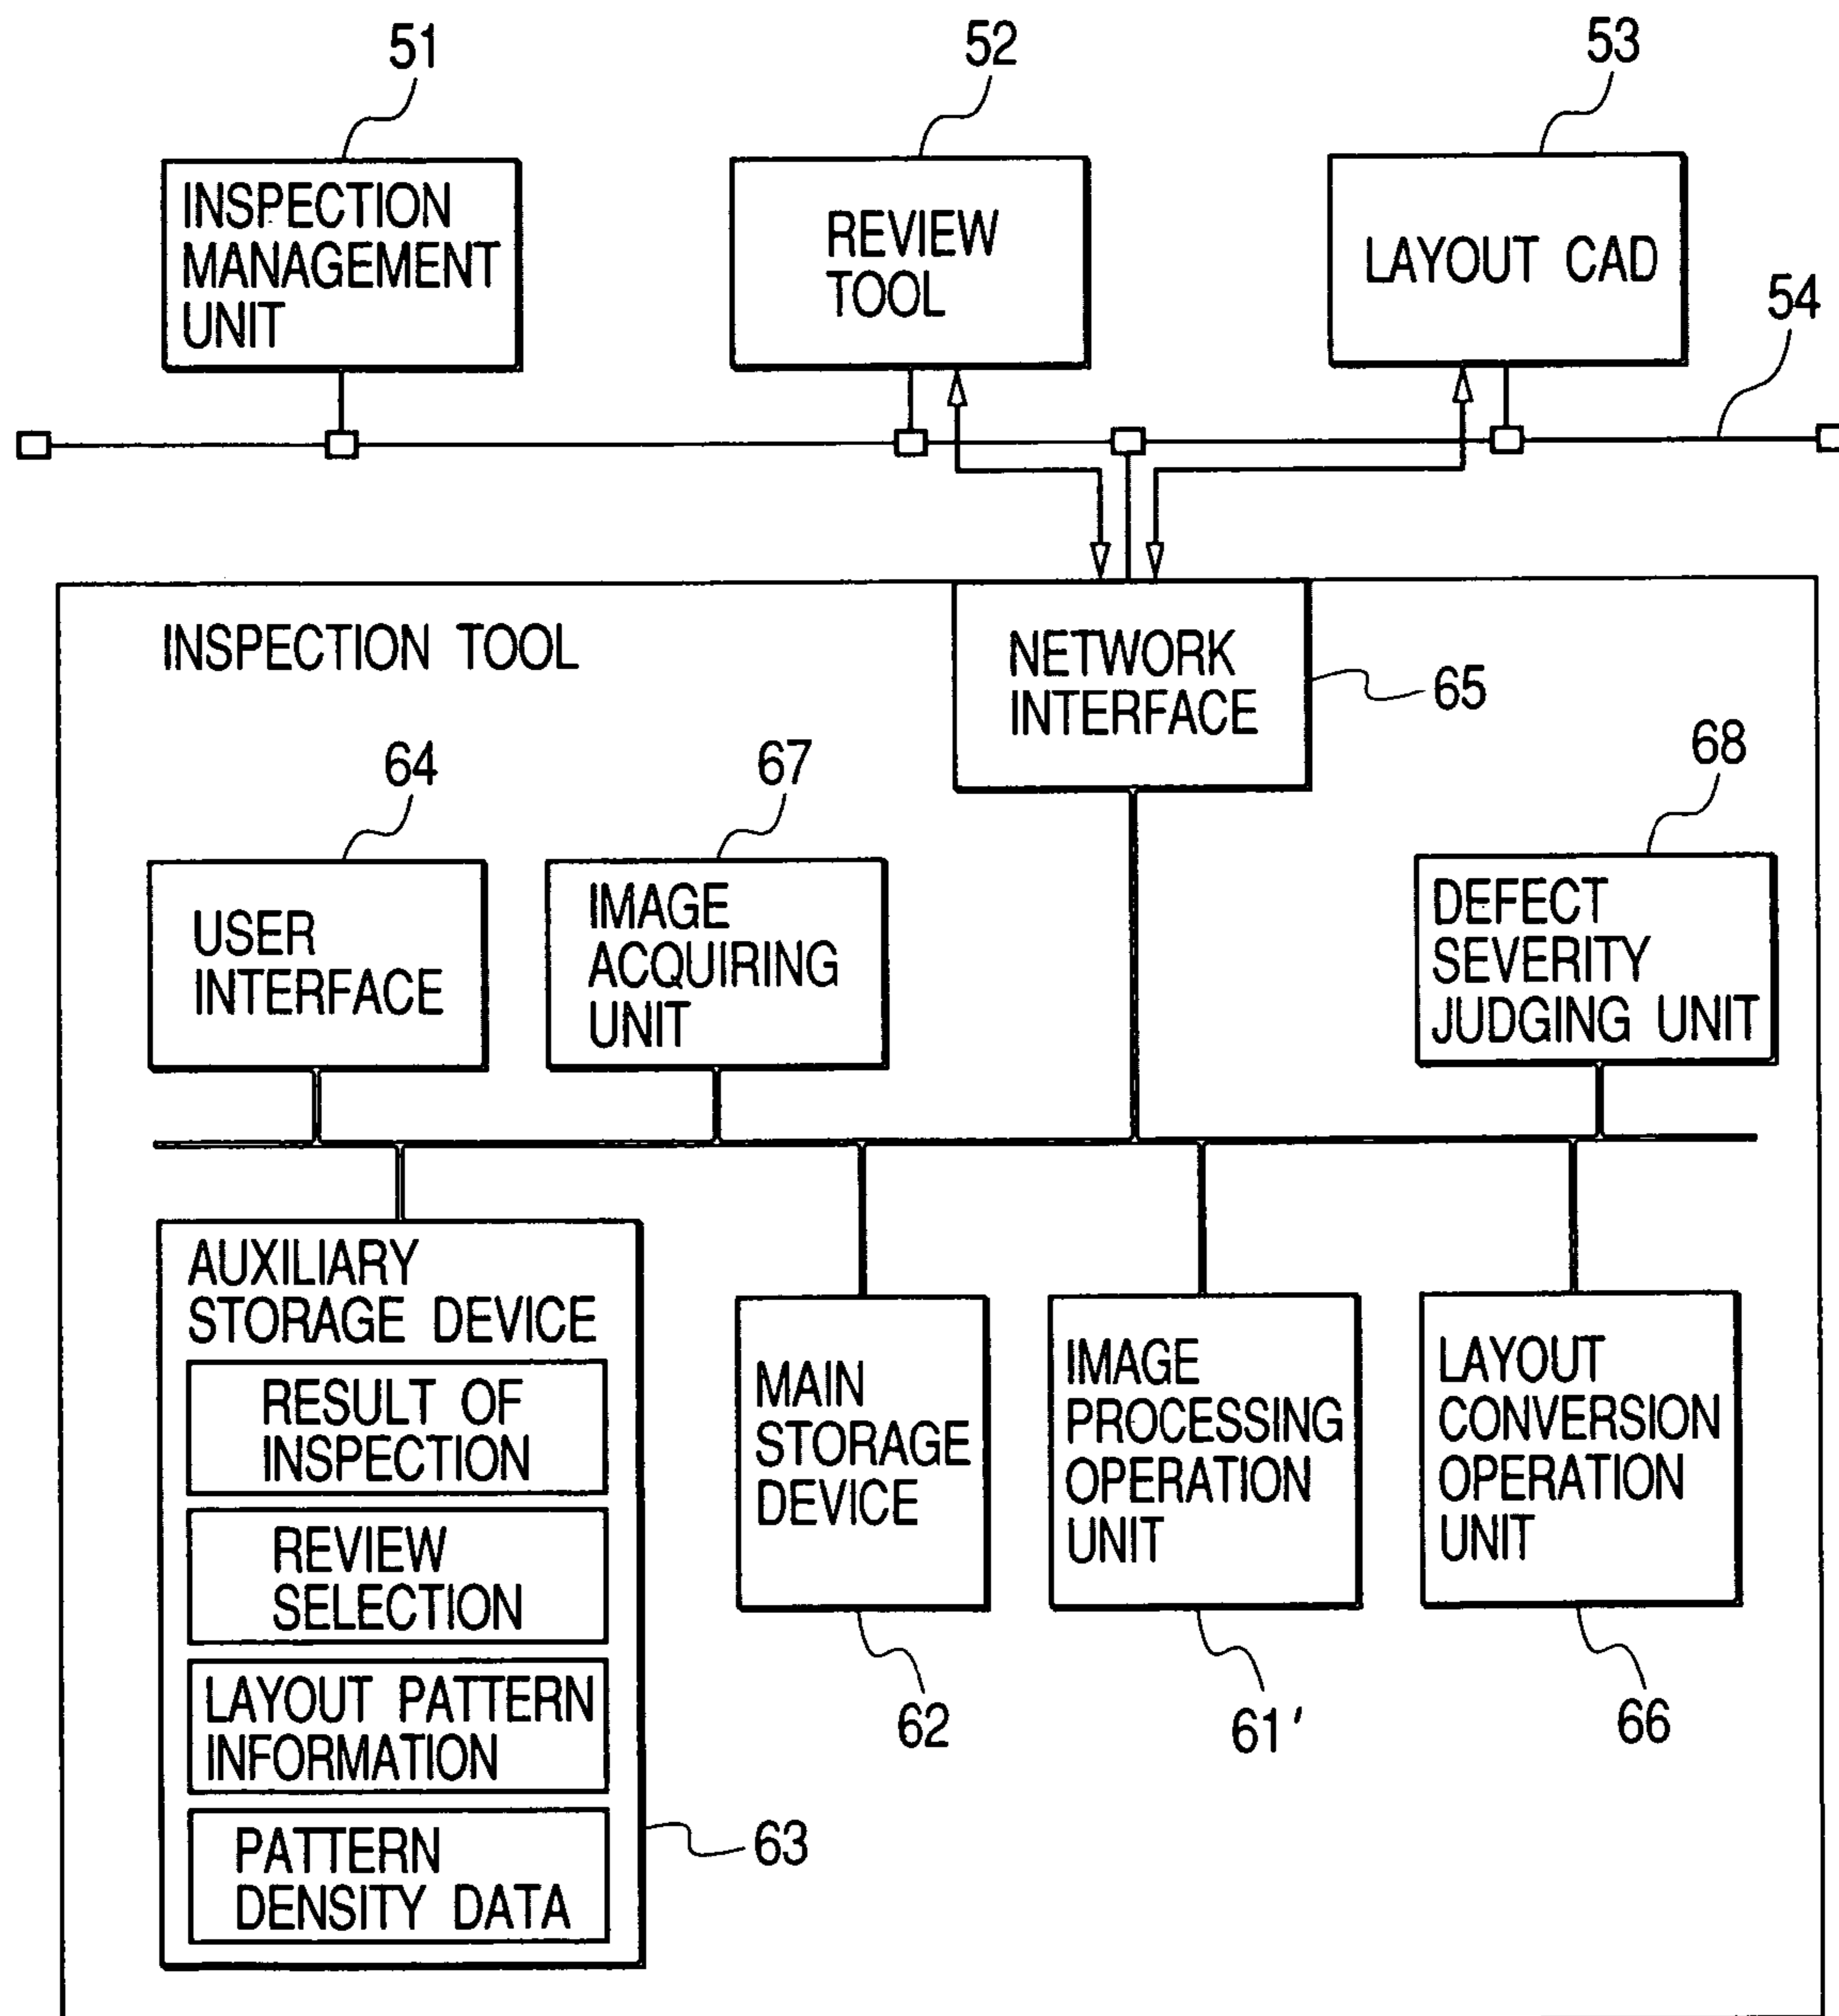 51
52
53
INSPECTION
MANAGEMENT
UNIT
REVIEW
TOOL
LAYOUT CAD
54
INSPECTION TOOL
NETWORK
INTERFACE
65
64
67
68
USER
INTERFACE
IMAGE
ACQUIRING
UNIT
DEFECT
SEVERITY
JUDGING UNIT
AUXILIARY
STORAGE DEVICE
RESULT OF
INSPECTION
REVIEW
SELECTION
LAYOUT PATTERN
INFORMATION
PATTERN
DENSITY DATA
63
MAIN
STORAGE
DEVICE
62
IMAGE
PROCESSING
OPERATION
UNIT
61'
LAYOUT
CONVERSION
OPERATION
UNIT
66